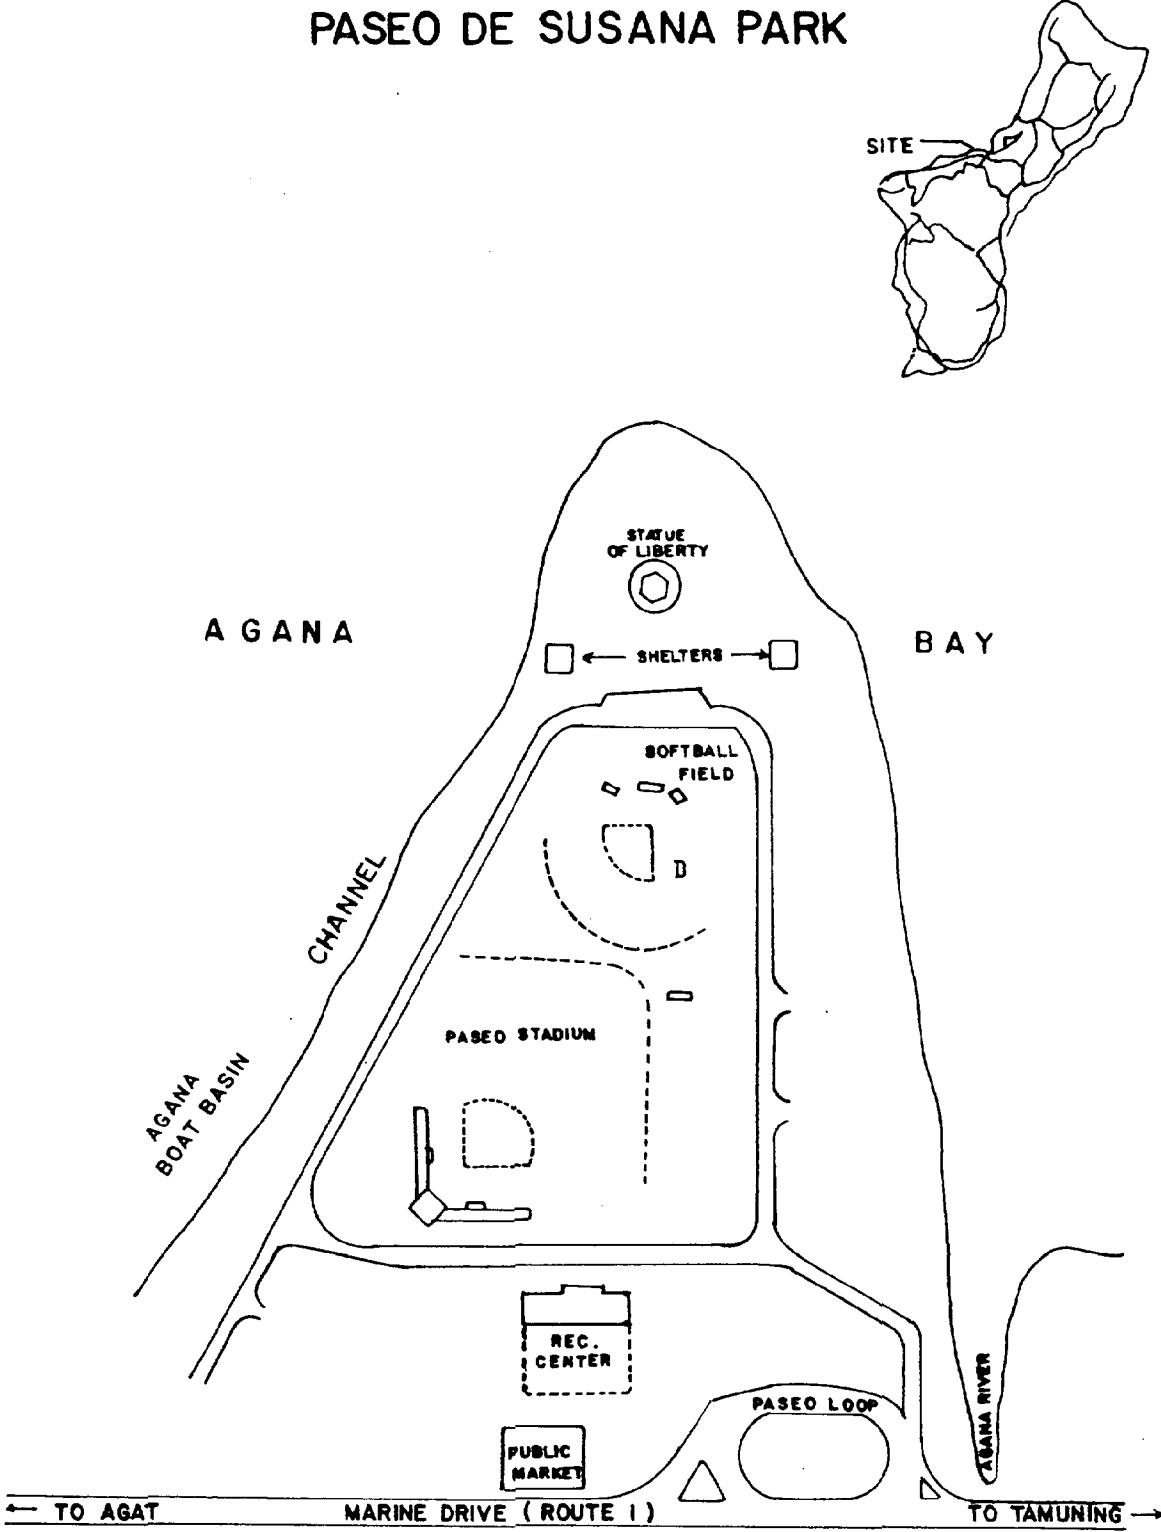 PASEO DE SUSANA PARK
SITE
STATUE
OF LIBERTY
AGANA
BAY
SHELTERS
SOFTBALL
FIELD
CHANNEL
PASEO STADIUM
AGANA
BOAT BASIN
REC.
CENTER
PASEO LOOP
AGANA RIVER
PUBLIC
MARKET
← TO AGAT
MARINE DRIVE (ROUTE 1)
TO TAMUNING →